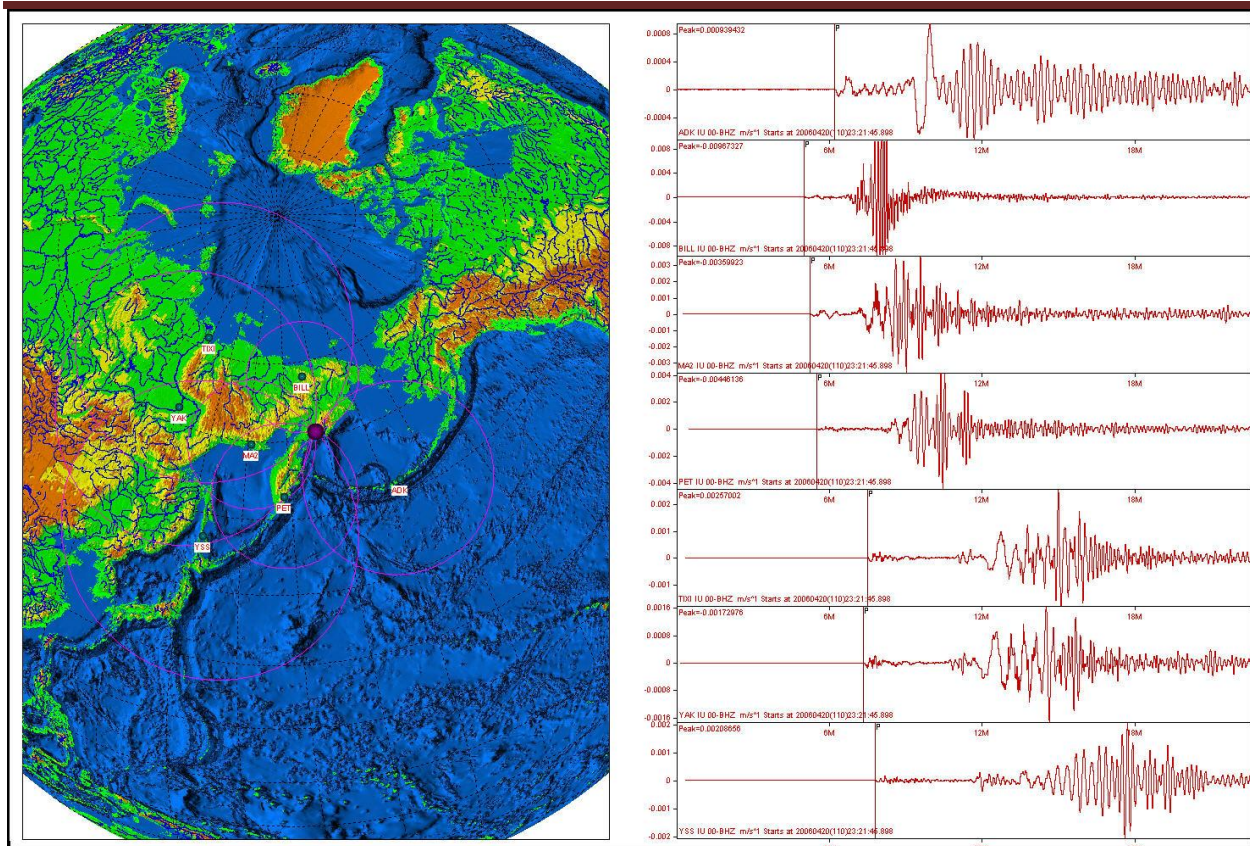 TIXI
BILL
YAK
MA2
ADK
PET
YSS
0.0008
Peak=0.000939432
P
0.0004
0
-0.0004
ADK IU 00-BHZ m/s^1 Starts at 20060420(110)23:21:45.898
6M 12M 18M
0.008
Peak=-0.00967327
0.004
0
-0.004
-0.008
BILL IU 00-BHZ m/s^1 Starts at 20060420(110)23:21:45.898
6M 12M 18M
0.003
Peak=-0.00359923
P
0.002
0.001
0
-0.001
-0.002
-0.003
MA2 IU 00-BHZ m/s^1 Starts at 20060420(110)23:21:45.898
6M 12M 18M
0.004
Peak=-0.00446136
P
0.002
0
-0.002
-0.004
PET IU 00-BHZ m/s^1 Starts at 20060420(110)23:21:45.898
6M 12M 18M
Peak=0.00257002
P
0.002
0.001
0
-0.001
TIXI IU 00-BHZ m/s^1 Starts at 20060420(110)23:21:45.898
6M 12M 18M
0.0016
Peak=-0.00172976
P
0.0008
0
-0.0008
-0.0016
YAK IU 00-BHZ m/s^1 Starts at 20060420(110)23:21:45.898
6M 12M 18M
0.002
Peak=0.00208656
P
0.001
0
-0.001
-0.002
YSS IU 00-BHZ m/s^1 Starts at 20060420(110)23:21:45.898